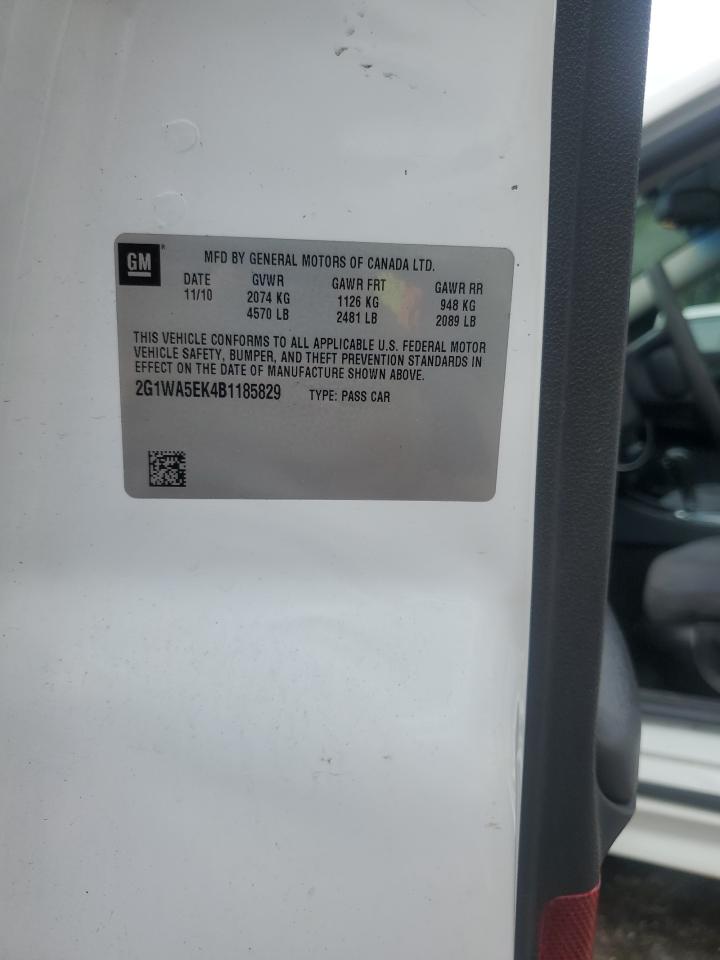 GM ®
MFD BY GENERAL MOTORS OF CANADA LTD.
DATE GVWR GAWR FRT GAWR RR
11/10 2074 KG 1126 KG 948 KG
4570 LB 2481 LB 2089 LB
THIS VEHICLE CONFORMS TO ALL APPLICABLE U.S. FEDERAL MOTOR
VEHICLE SAFETY, BUMPER, AND THEFT PREVENTION STANDARDS IN
EFFECT ON THE DATE OF MANUFACTURE SHOWN ABOVE.
2G1WA5EK4B1185829 TYPE: PASS CAR